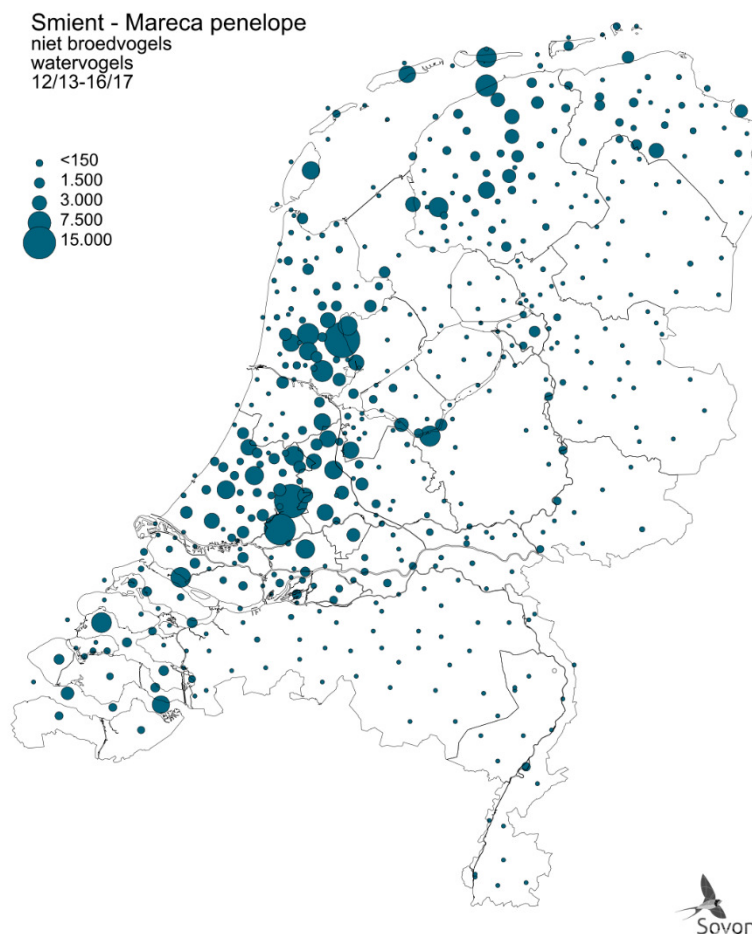 Smient - Mareca penelope
niet broedvogels
watervogels
12/13-16/17
<150
1.500
3.000
7.500
15.000
Sovon